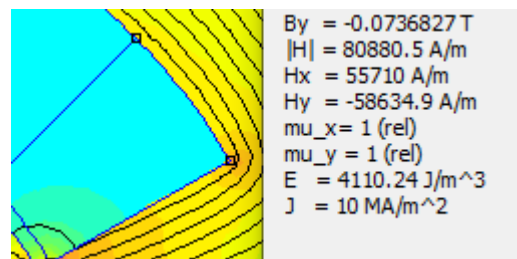 By = -0.0736827 T
|H| = 80880.5 A/m
Hx = 55710 A/m
Hy = -58634.9 A/m
mu_x= 1 (rel)
mu_y = 1 (rel)
E = 4110.24 J/m^3
J = 10 MA/m^2